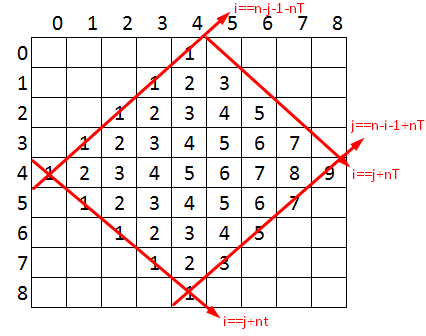 i==n-j-1-nT
0 1 2 3 4 5 6 7 8
0 1
1 1 2 3
2 1 2 3 4 5
j==n-i-1+nT
3 1 2 3 4 5 6 7
4 1 2 3 4 5 6 7 8 9
i==j+nT
5 1 2 3 4 5 6 7
6 1 2 3 4 5
7 1 2 3
8 1
i==j+nt